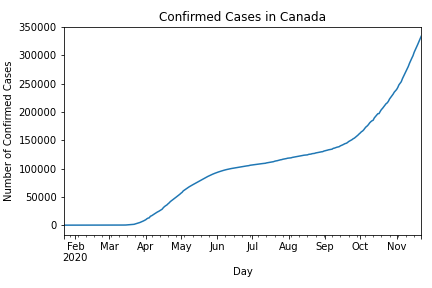 Confirmed Cases in Canada
Number of Confirmed Cases
350000
300000
250000
200000
150000
100000
50000
0
Feb Mar Apr May Jun Jul Aug Sep Oct Nov
2020
Day